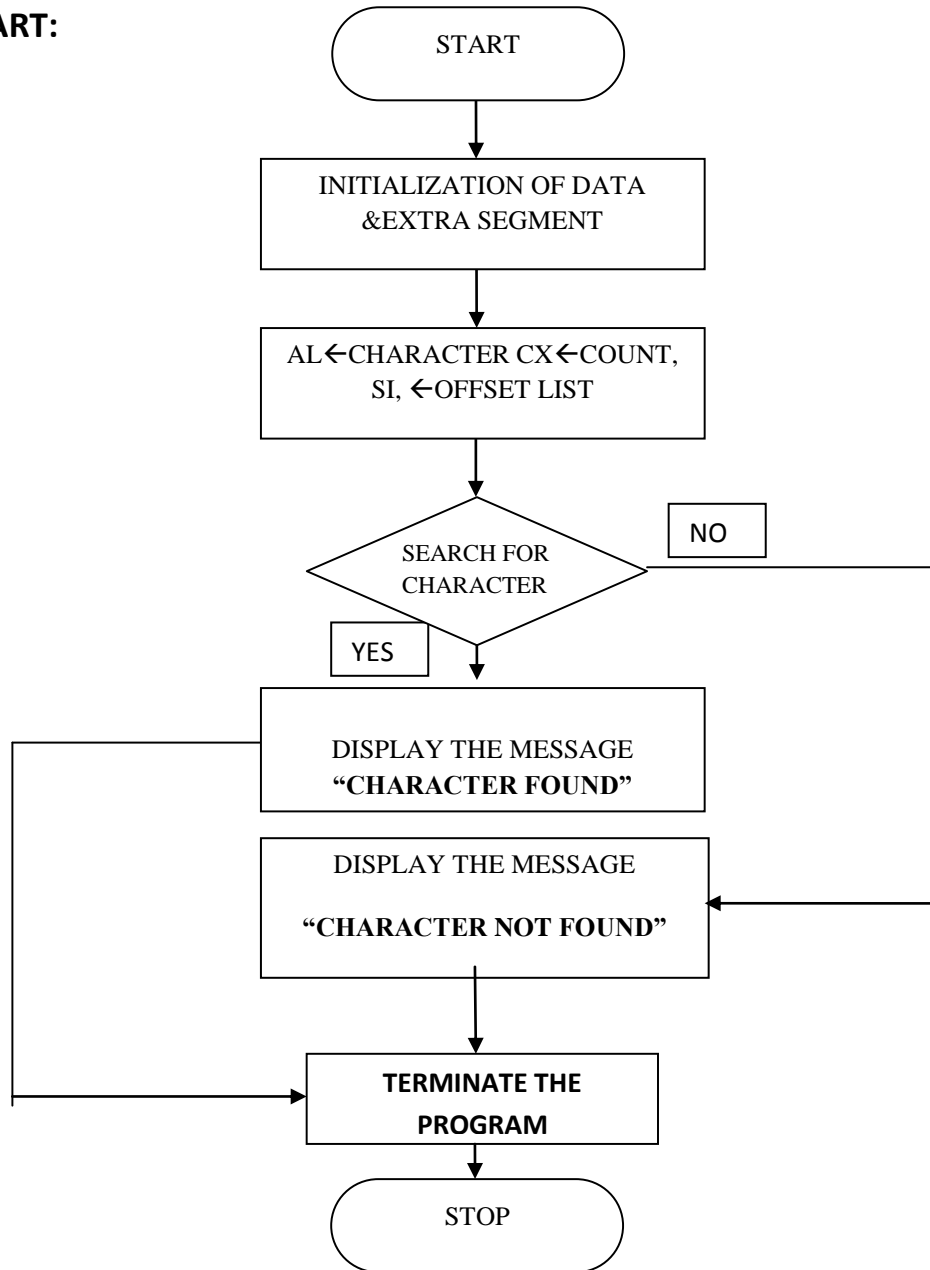 ART:
START
INITIALIZATION OF DATA
&EXTRA SEGMENT
AL←CHARACTER CX←COUNT,
SI, ←OFFSET LIST
SEARCH FOR
CHARACTER
NO
YES
DISPLAY THE MESSAGE
“CHARACTER FOUND”
DISPLAY THE MESSAGE
“CHARACTER NOT FOUND”
TERMINATE THE
PROGRAM
STOP